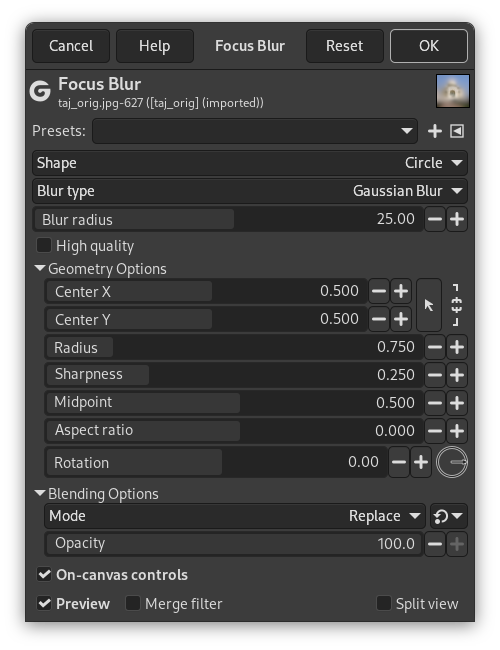 Cancel Help Focus Blur Reset OK
Focus Blur
taj_orig.jpg-627 ([taj_orig] (imported))
Presets:
Shape Circle
Blur type Gaussian Blur
Blur radius 25.00
High quality
Geometry Options
Center X 0.500
Center Y 0.500
Radius 0.750
Sharpness 0.250
Midpoint 0.500
Aspect ratio 0.000
Rotation 0.00
Blending Options
Mode Replace
Opacity 100.0
On-canvas controls
Preview Merge filter Split view